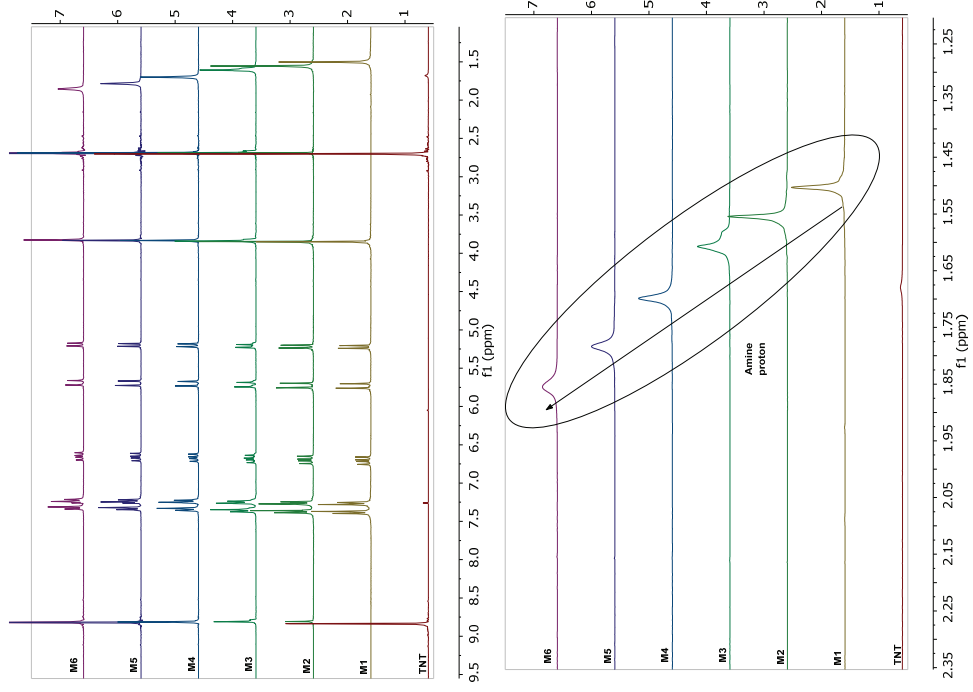 7
6
5
4
3
2
1
1.5
2.0
2.5
3.0
3.5
4.0
4.5
5.0
5.5
6.0
6.5
7.0
7.5
8.0
8.5
9.0
9.5
f1 (ppm)
M6
M5
M4
M3
M2
M1
TNT
7
6
5
4
3
2
1
1.25
1.35
1.45
1.55
1.65
1.75
1.85
1.95
2.05
2.15
2.25
2.35
f1 (ppm)
Amine
proton
M6
M5
M4
M3
M2
M1
TNT